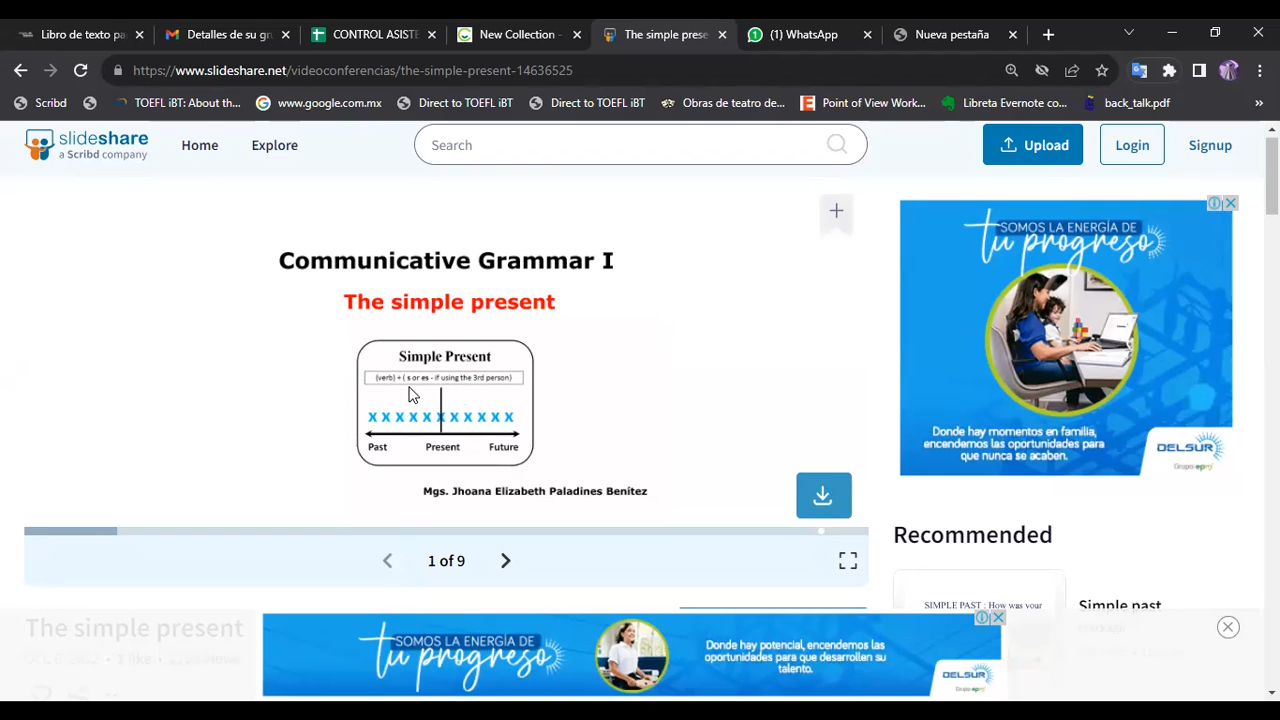 Libro de texto pa
Detalles de su gr
CONTROL ASISTE
New Collection -
The simple prese
(1) WhatsApp
Nueva pestaña
https://www.slideshare.net/videoconferencias/the-simple-present-14636525
Scribd
TOEFL iBT: About th...
www.google.com.mx
Direct to TOEFL iBT
Direct to TOEFL iBT
Obras de teatro de...
Point of View Work...
Libreta Evernote co...
back_talk.pdf
»
slideshare
a Scribd company
Home
Explore
Search
Upload
Login
Signup
Communicative Grammar I
The simple present
Simple Present
(verb) + ( s or es - if using the 3rd person)
X X X X X X X X X X X
Past Present Future
Mgs. Jhoana Elizabeth Paladines Benítez
1 of 9
SOMOS LA ENERGÍA DE
tu progreso
Donde hay momentos en familia,
encendemos las oportunidades
para que nunca se acaben.
DELSUR
Grupo epm
Recommended
SIMPLE PAST : How was your
Simple past
The simple present
1 like
SOMOS LA ENERGÍA DE
tu progreso
Donde hay potencial, encendemos las
oportunidades para que desarrollen su
talento.
DELSUR
Grupo epm